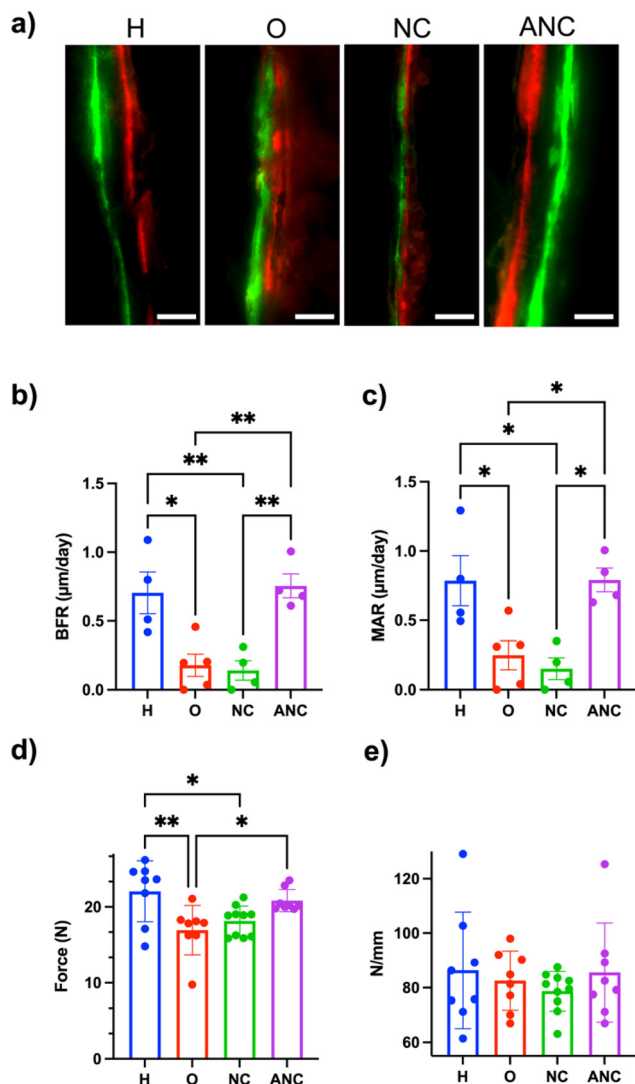 a)
H O NC ANC
b)
** 
**
* **
BFR (µm/day)
1.5
1.0
0.5
0.0
H O NC ANC
c)
*
*
* *
MAR (µm/day)
1.5
1.0
0.5
0.0
H O NC ANC
d)
*
** *
Force (N)
20
10
0
H O NC ANC
e)
N/mm
120
100
80
60
H O NC ANC